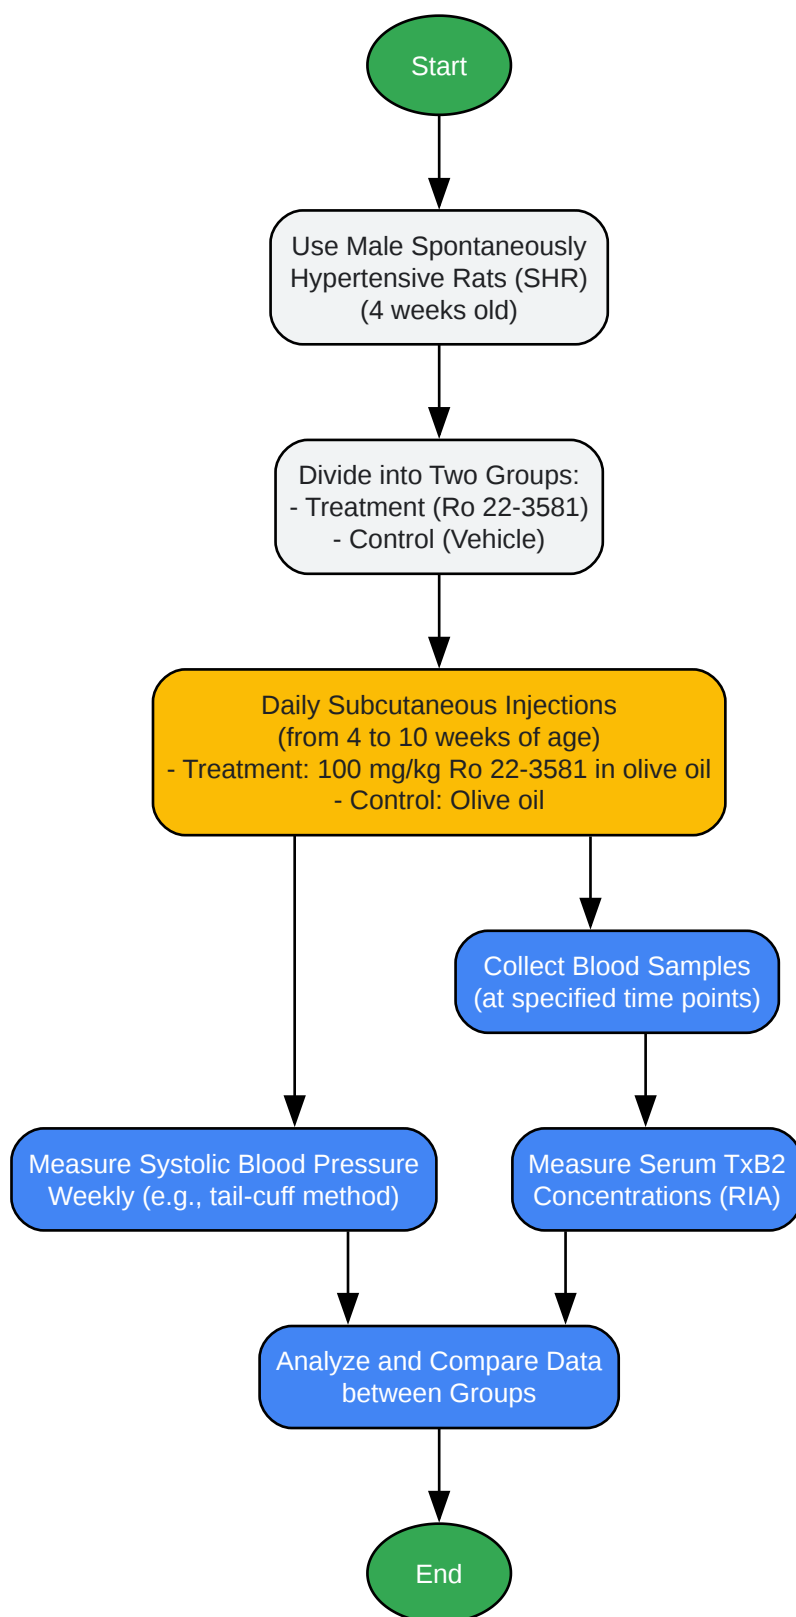 Start
Use Male Spontaneously
Hypertensive Rats (SHR)
(4 weeks old)
Divide into Two Groups:
- Treatment (Ro 22-3581)
- Control (Vehicle)
Daily Subcutaneous Injections
(from 4 to 10 weeks of age)
- Treatment: 100 mg/kg Ro 22-3581 in olive oil
- Control: Olive oil
Collect Blood Samples
(at specified time points)
Measure Systolic Blood Pressure
Weekly (e.g., tail-cuff method)
Measure Serum TxB2
Concentrations (RIA)
Analyze and Compare Data
between Groups
End